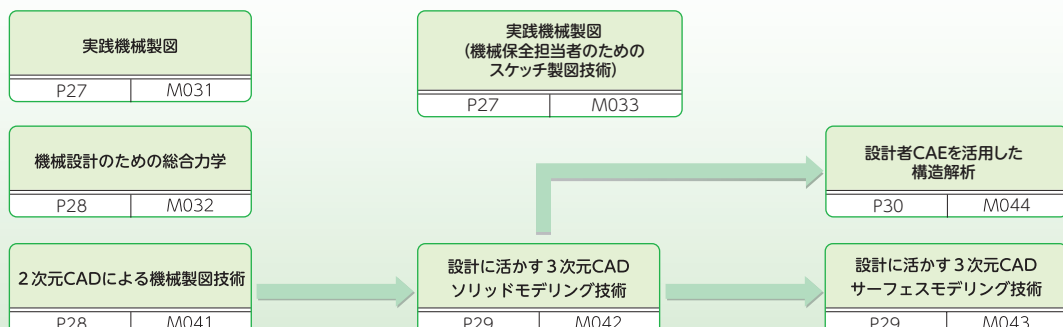 実践機械製図
P27 M031
実践機械製図
(機械保全担当者のための
スケッチ製図技術)
P27 M033
機械設計のための総合力学
P28 M032
設計者CAEを活用した
構造解析
P30 M044
2次元CADによる機械製図技術
P28 M041
設計に活かす3次元CAD
ソリッドモデリング技術
P29 M042
設計に活かす3次元CAD
サーフェスモデリング技術
P29 M043